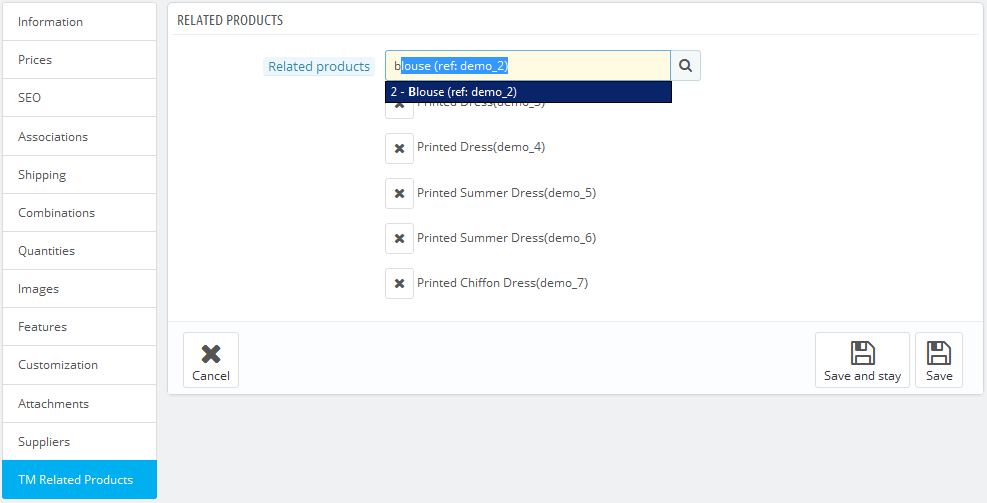 Information
Prices
SEO
Associations
Shipping
Combinations
Quantities
Images
Features
Customization
Attachments
Suppliers
TM Related Products
RELATED PRODUCTS
Related products
blouse (ref: demo_2)
2 - Blouse (ref: demo_2)
Printed Dress(demo_3)
Printed Dress(demo_4)
Printed Summer Dress(demo_5)
Printed Summer Dress(demo_6)
Printed Chiffon Dress(demo_7)
Cancel
Save and stay
Save